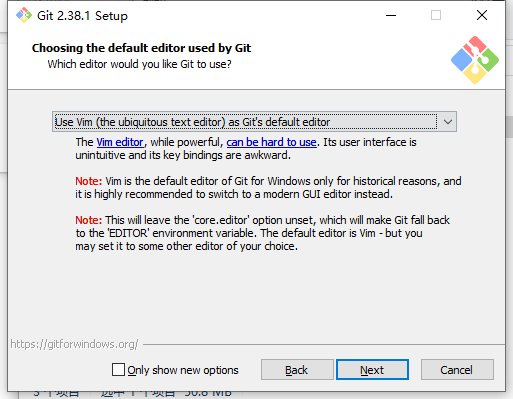 Git 2.38.1 Setup
Choosing the default editor used by Git
Which editor would you like Git to use?
Use Vim (the ubiquitous text editor) as Git's default editor
The Vim editor, while powerful, can be hard to use. Its user interface is
unintuitive and its key bindings are awkward.
Note: Vim is the default editor of Git for Windows only for historical reasons, and
it is highly recommended to switch to a modern GUI editor instead.
Note: This will leave the 'core.editor' option unset, which will make Git fall back
to the 'EDITOR' environment variable. The default editor is Vim - but you
may set it to some other editor of your choice.
https://gitforwindows.org/
Only show new options
Back
Next
Cancel
个项目 选中 1 个项目 50.8 MB